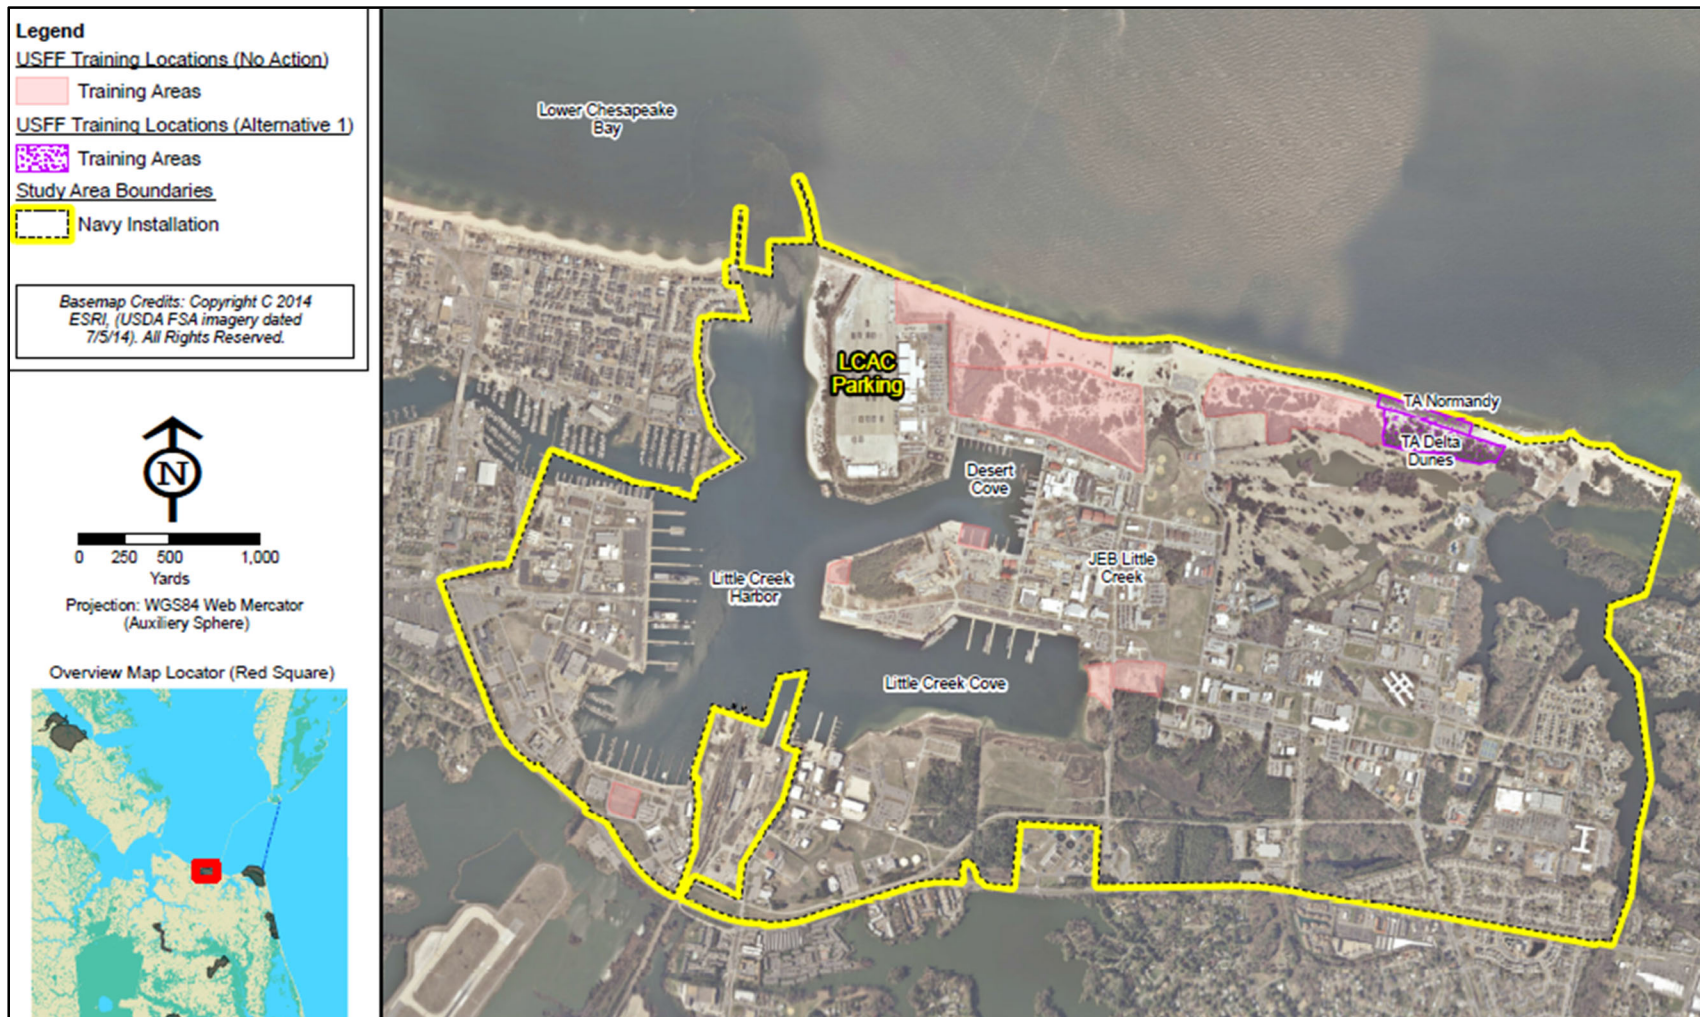 Legend
USFF Training Locations (No Action)
Training Areas
USFF Training Locations (Alternative 1)
Training Areas
Study Area Boundaries
Navy Installation
Basemap Credits: Copyright C 2014
ESRI, (USDA FSA imagery dated
7/5/14). All Rights Reserved.
N
0 250 500 1,000
Yards
Projection: WGS84 Web Mercator
(Auxiliery Sphere)
Overview Map Locator (Red Square)
Lower Chesapeake
Bay
LCAC
Parking
TA Normandy
TA Delta
Dunes
Desert
Cove
JEB Little
Creek
Little Creek
Harbor
Little Creek Cove